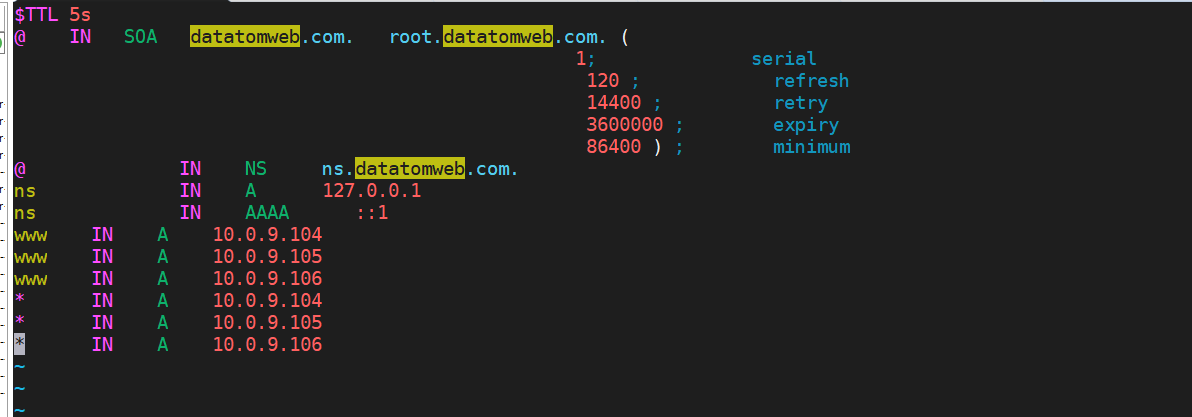 $TTL 5s
@ IN SOA datatomweb.com. root.datatomweb.com. (
1; serial
120 ; refresh
14400 ; retry
3600000 ; expiry
86400 ) ; minimum
@ IN NS ns.datatomweb.com.
ns IN A 127.0.0.1
ns IN AAAA ::1
www IN A 10.0.9.104
www IN A 10.0.9.105
www IN A 10.0.9.106
* IN A 10.0.9.104
* IN A 10.0.9.105
* IN A 10.0.9.106
~
~
~